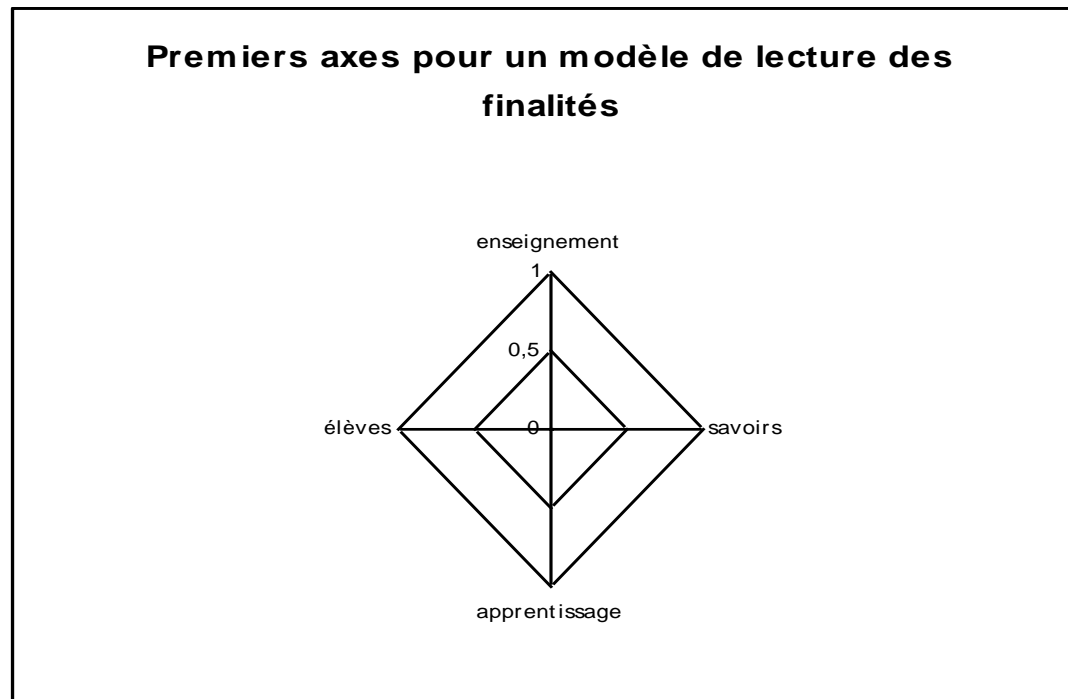 Premiers axes pour un modèle de lecture des
finalités
enseignement
1
0,5
élèves
0
savoirs
apprentissage